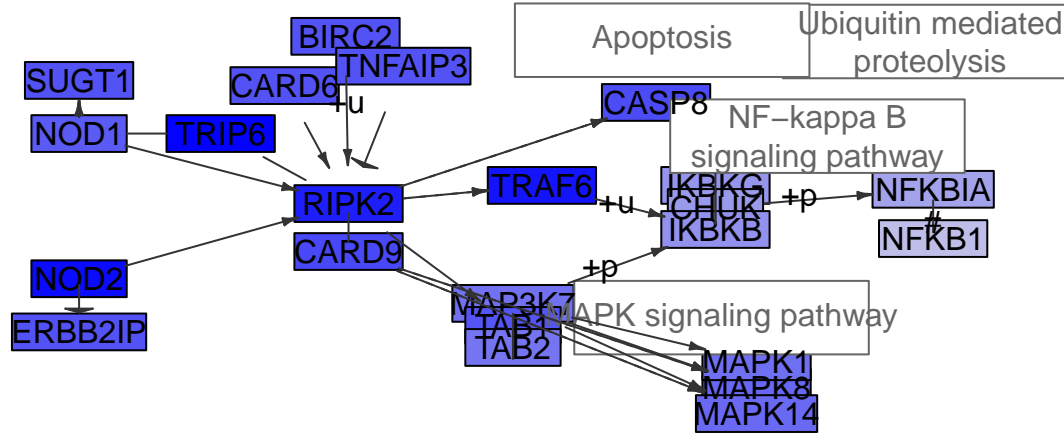 BIRC2
Apoptosis
Ubiquitin mediated
proteolysis
TNFAIP3
SUGT1
CARD6
+u
CASP8
NOD1
TRIP6
NF−kappa B
signaling pathway
RIPK2
TRAF6
+u
IKBKG
CHUK
IKBKB
+p
NFKBIA
#
NFKB1
CARD9
NOD2
+p
ERBB2IP
MAP3K7
TAB1
TAB2
MAPK signaling pathway
MAPK1
MAPK8
MAPK14